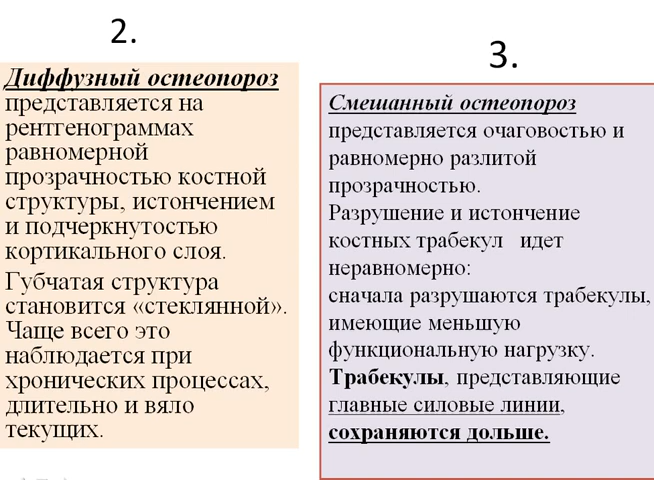 2.
Диффузный остеопороз
представляется на
рентгенограммах
равномерной
прозрачностью костной
структуры, истончением
и подчеркнутостью
кортикального слоя.
Губчатая структура
становится «стеклянной».
Чаще всего это
наблюдается при
хронических процессах,
длительно и вяло
текущих.
3.
Смешанный остеопороз
представляется очаговостью и
равномерно разлитой
прозрачностью.
Разрушение и истончение
костных трабекул идет
неравномерно:
сначала разрушаются трабекулы,
имеющие меньшую
функциональную нагрузку.
Трабекулы, представляющие
главные силовые линии,
сохраняются дольше.